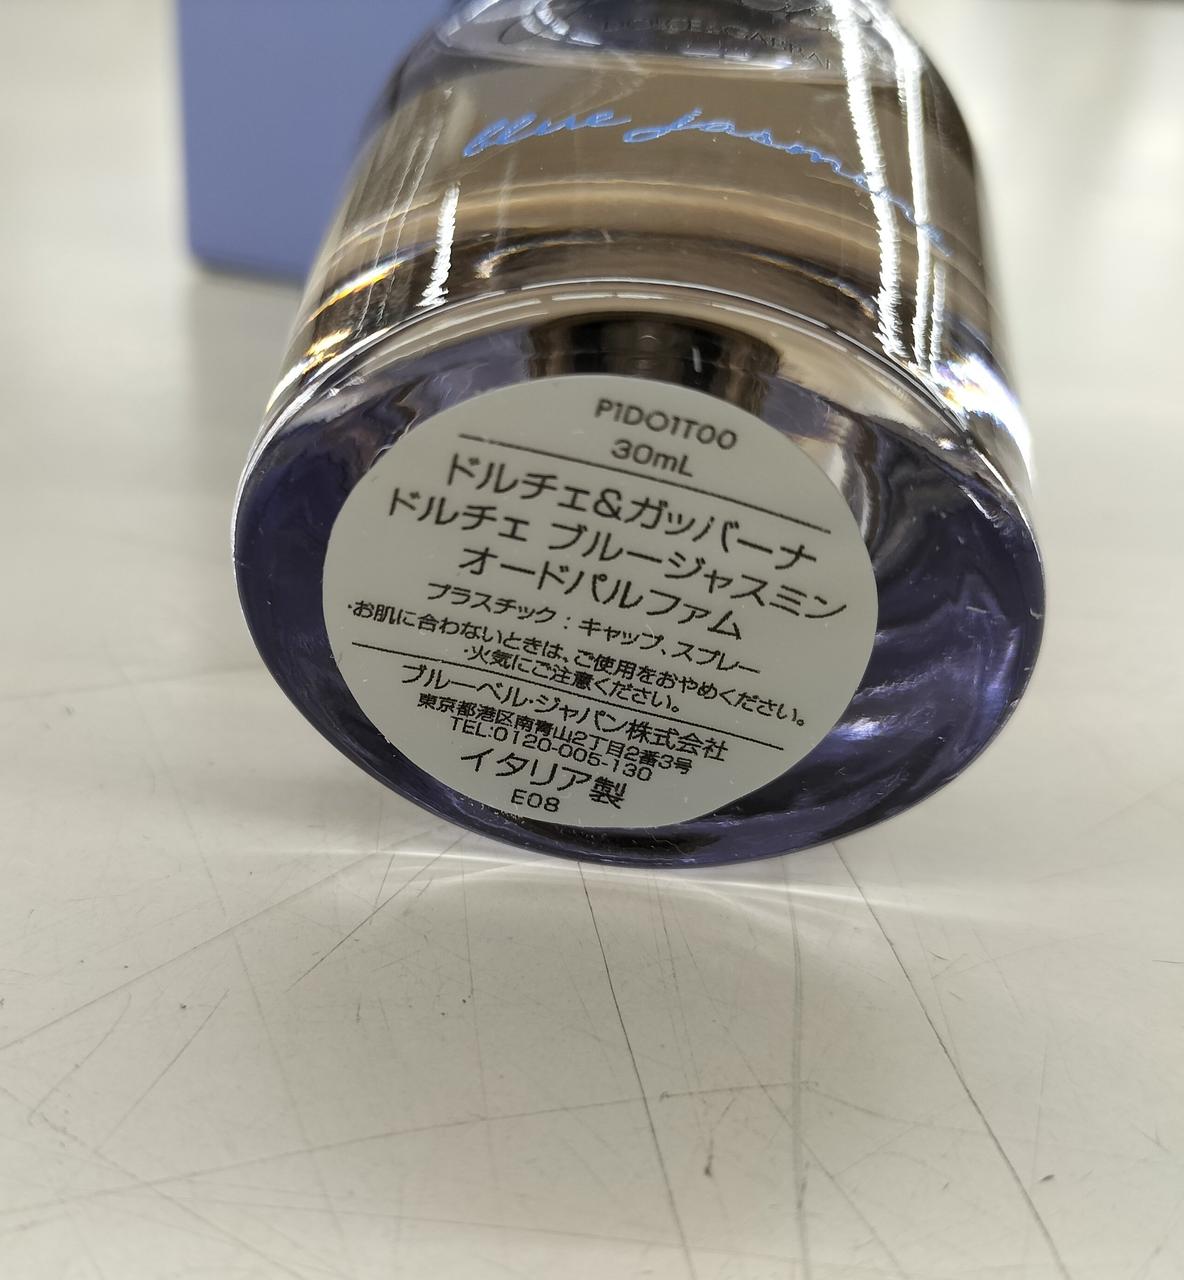 DOLCE&GABBANA
blue jasmine
P1DO1T00
30mL
ドルチェ&ガッバーナ
ドルチェ ブルージャスミン
オードパルファム
プラスチック：キャップ、スプレー
･お肌に合わないときは、ご使用をおやめください。
･火気にご注意ください。
ブルーベル･ジャパン株式会社
東京都港区南青山2丁目2番3号
TEL:0120-005-130
イタリア製
E08